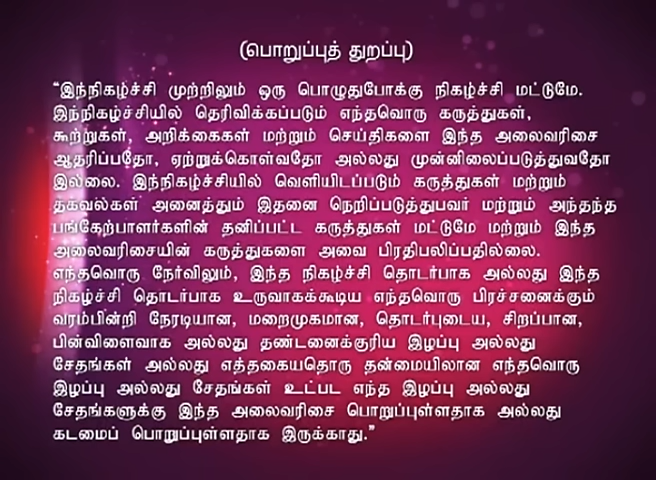 (பொறுப்புத் துறப்பு)
“இந்நிகழ்ச்சி முற்றிலும் ஒரு பொழுதுபோக்கு நிகழ்ச்சி மட்டுமே.
இந்நிகழ்ச்சியில் தெரிவிக்கப்படும் எந்தவொரு கருத்துகள்,
கூற்றுகள், அறிக்கைகள் மற்றும் செய்திகளை இந்த அலைவரிசை
ஆதரிப்பதோ, ஏற்றுக்கொள்வதோ அல்லது முன்னிலைப்படுத்துவதோ
இல்லை. இந்நிகழ்ச்சியில் வெளியிடப்படும் கருத்துகள் மற்றும்
தகவல்கள் அனைத்தும் இதனை நெறிப்படுத்துபவர் மற்றும் அந்தந்த
பங்கேற்பாளர்களின் தனிப்பட்ட கருத்துகள் மட்டுமே மற்றும் இந்த
அலைவரிசையின் கருத்துகளை அவை பிரதிபலிப்பதில்லை.
எந்தவொரு நேர்விலும், இந்த நிகழ்ச்சி தொடர்பாக அல்லது இந்த
நிகழ்ச்சி தொடர்பாக உருவாகக்கூடிய எந்தவொரு பிரச்சனைக்கும்
வரம்பின்றி நேரடியான, மறைமுகமான, தொடர்புடைய, சிறப்பான,
பின்விளைவாக அல்லது தண்டனைக்குரிய இழப்பு அல்லது
சேதங்கள் அல்லது எத்தகையதொரு தன்மையிலான எந்தவொரு
இழப்பு அல்லது சேதங்கள் உட்பட எந்த இழப்பு அல்லது
சேதங்களுக்கு இந்த அலைவரிசை பொறுப்புள்ளதாக அல்லது
கடமைப் பொறுப்புள்ளதாக இருக்காது.”